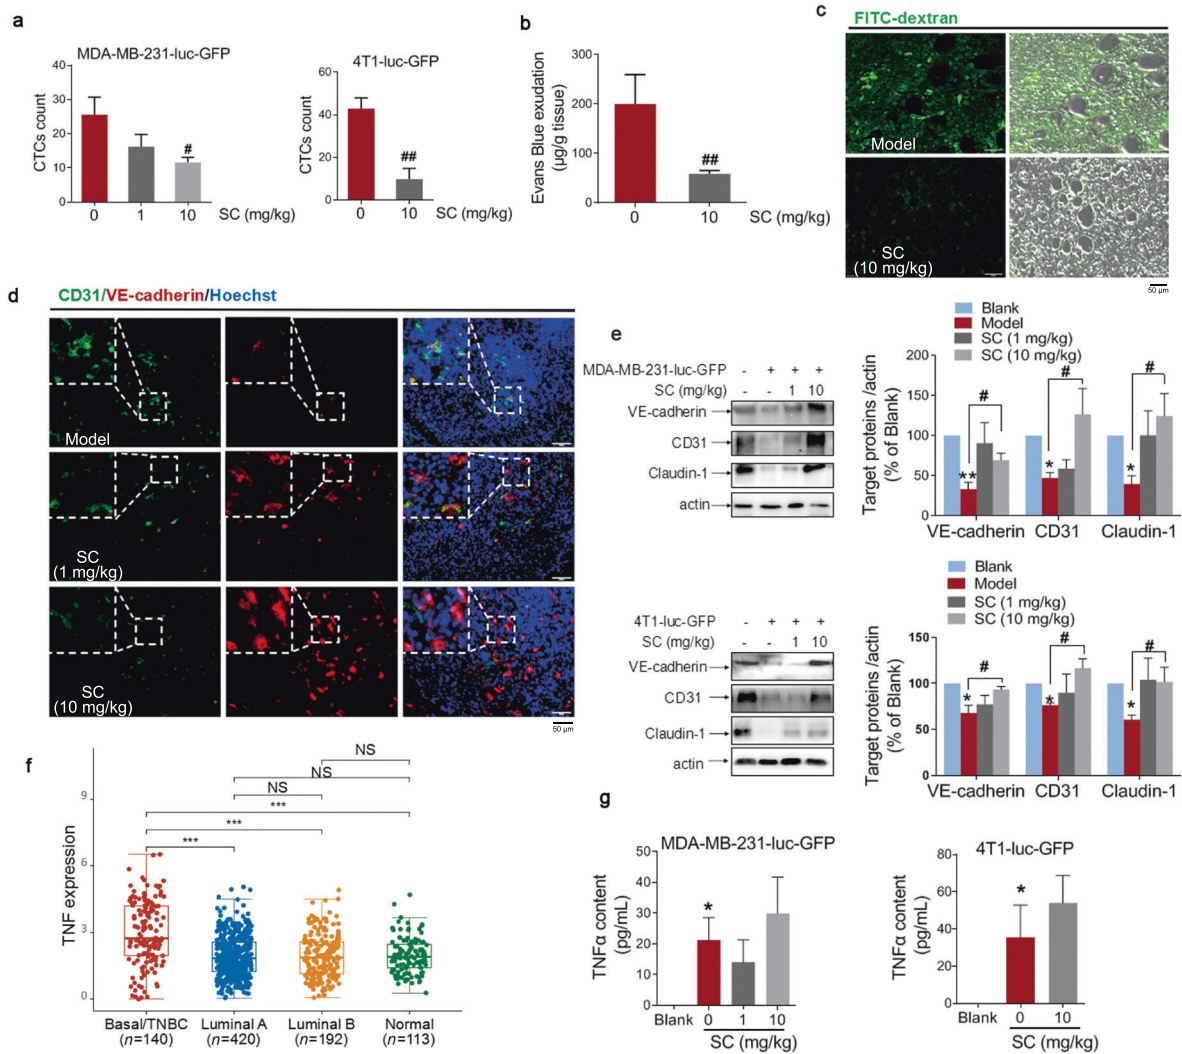 a
MDA-MB-231-luc-GFP
CTCs count
40
30
20
10
0
#
0 1 10 SC (mg/kg)
4T1-luc-GFP
CTCs count
60
40
20
0
##
0 10 SC (mg/kg)
b
Evans Blue exudation
(µg/g tissue)
300
200
100
0
##
0 10 SC (mg/kg)
c
FITC-dextran
Model
SC
(10 mg/kg)
50 µm
d
CD31/VE-cadherin/Hoechst
Model
SC
(1 mg/kg)
SC
(10 mg/kg)
50 µm
e
MDA-MB-231-luc-GFP - + + +
SC (mg/kg) - - 1 10
VE-cadherin
CD31
Claudin-1
actin
Blank
Model
SC (1 mg/kg)
SC (10 mg/kg)
Target proteins /actin
(% of Blank)
200
150
100
50
0
** # * # * #
VE-cadherin CD31 Claudin-1
4T1-luc-GFP - + + +
SC (mg/kg) - - 1 10
VE-cadherin
CD31
Claudin-1
actin
Blank
Model
SC (1 mg/kg)
SC (10 mg/kg)
Target proteins /actin
(% of Blank)
150
100
50
0
* # * # * #
VE-cadherin CD31 Claudin-1
f
TNF expression
9
6
3
0
NS
NS
NS
***
***
***
Basal/TNBC Luminal A Luminal B Normal
(n=140) (n=420) (n=192) (n=113)
g
MDA-MB-231-luc-GFP
TNFα content
(pg/mL)
50
40
30
20
10
0
*
Blank 0 1 10
SC (mg/kg)
4T1-luc-GFP
TNFα content
(pg/mL)
80
60
40
20
0
*
Blank 0 10
SC (mg/kg)